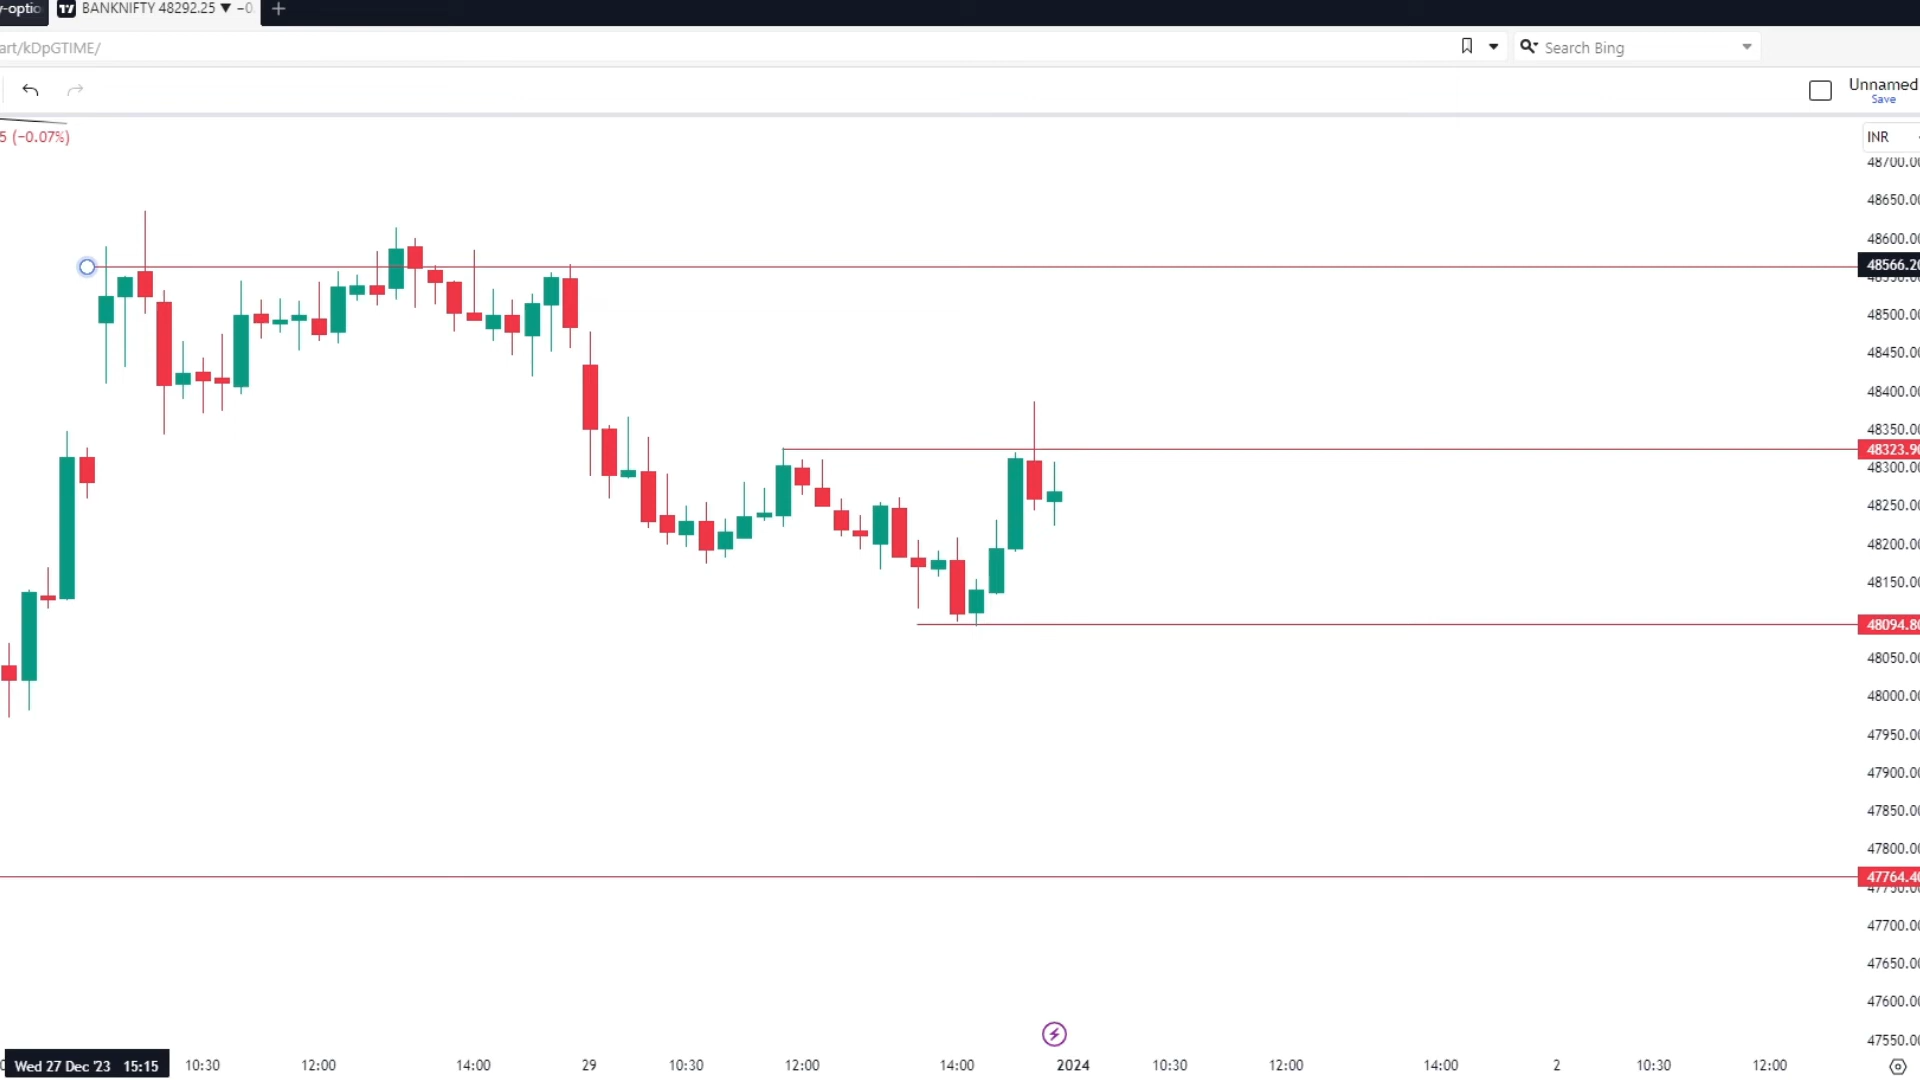 y-optio
BANKNIFTY 48292.25 ▼ −0
art/kDpGTIME/
Search Bing
Unnamed
Save
5 (−0.07%)
INR
48700.0
48650.0
48600.0
48566.20
48500.0
48450.0
48400.0
48350.0
48323.90
48300.0
48250.0
48200.0
48150.0
48094.80
48050.0
48000.0
47950.0
47900.0
47850.0
47800.0
47764.40
47700.0
47650.0
47600.0
47550.0
Wed 27 Dec '23 15:15
10:30 12:00 14:00 29 10:30 12:00 14:00 2024 10:30 12:00 14:00 2 10:30 12:00